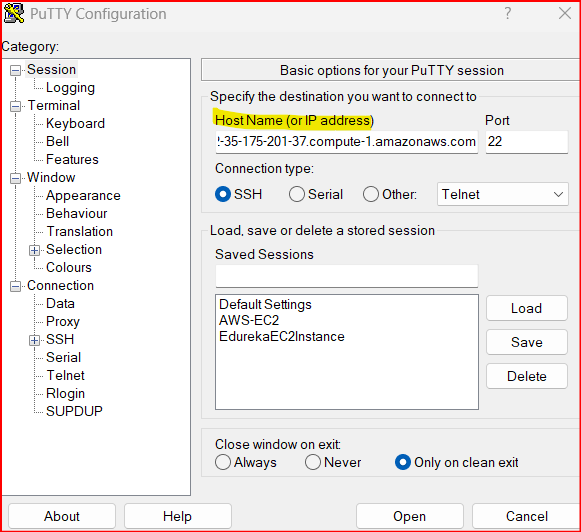 PuTTY Configuration
?
Category:
Session
Logging
Terminal
Keyboard
Bell
Features
Window
Appearance
Behaviour
Translation
Selection
Colours
Connection
Data
Proxy
SSH
Serial
Telnet
Rlogin
SUPDUP
Basic options for your PuTTY session
Specify the destination you want to connect to
Host Name (or IP address) Port
-35-175-201-37.compute-1.amazonaws.com 22
Connection type:
SSH Serial Other: Telnet
Load, save or delete a stored session
Saved Sessions
Default Settings
AWS-EC2
EdurekaEC2Instance
Load
Save
Delete
Close window on exit:
Always Never Only on clean exit
About Help Open Cancel